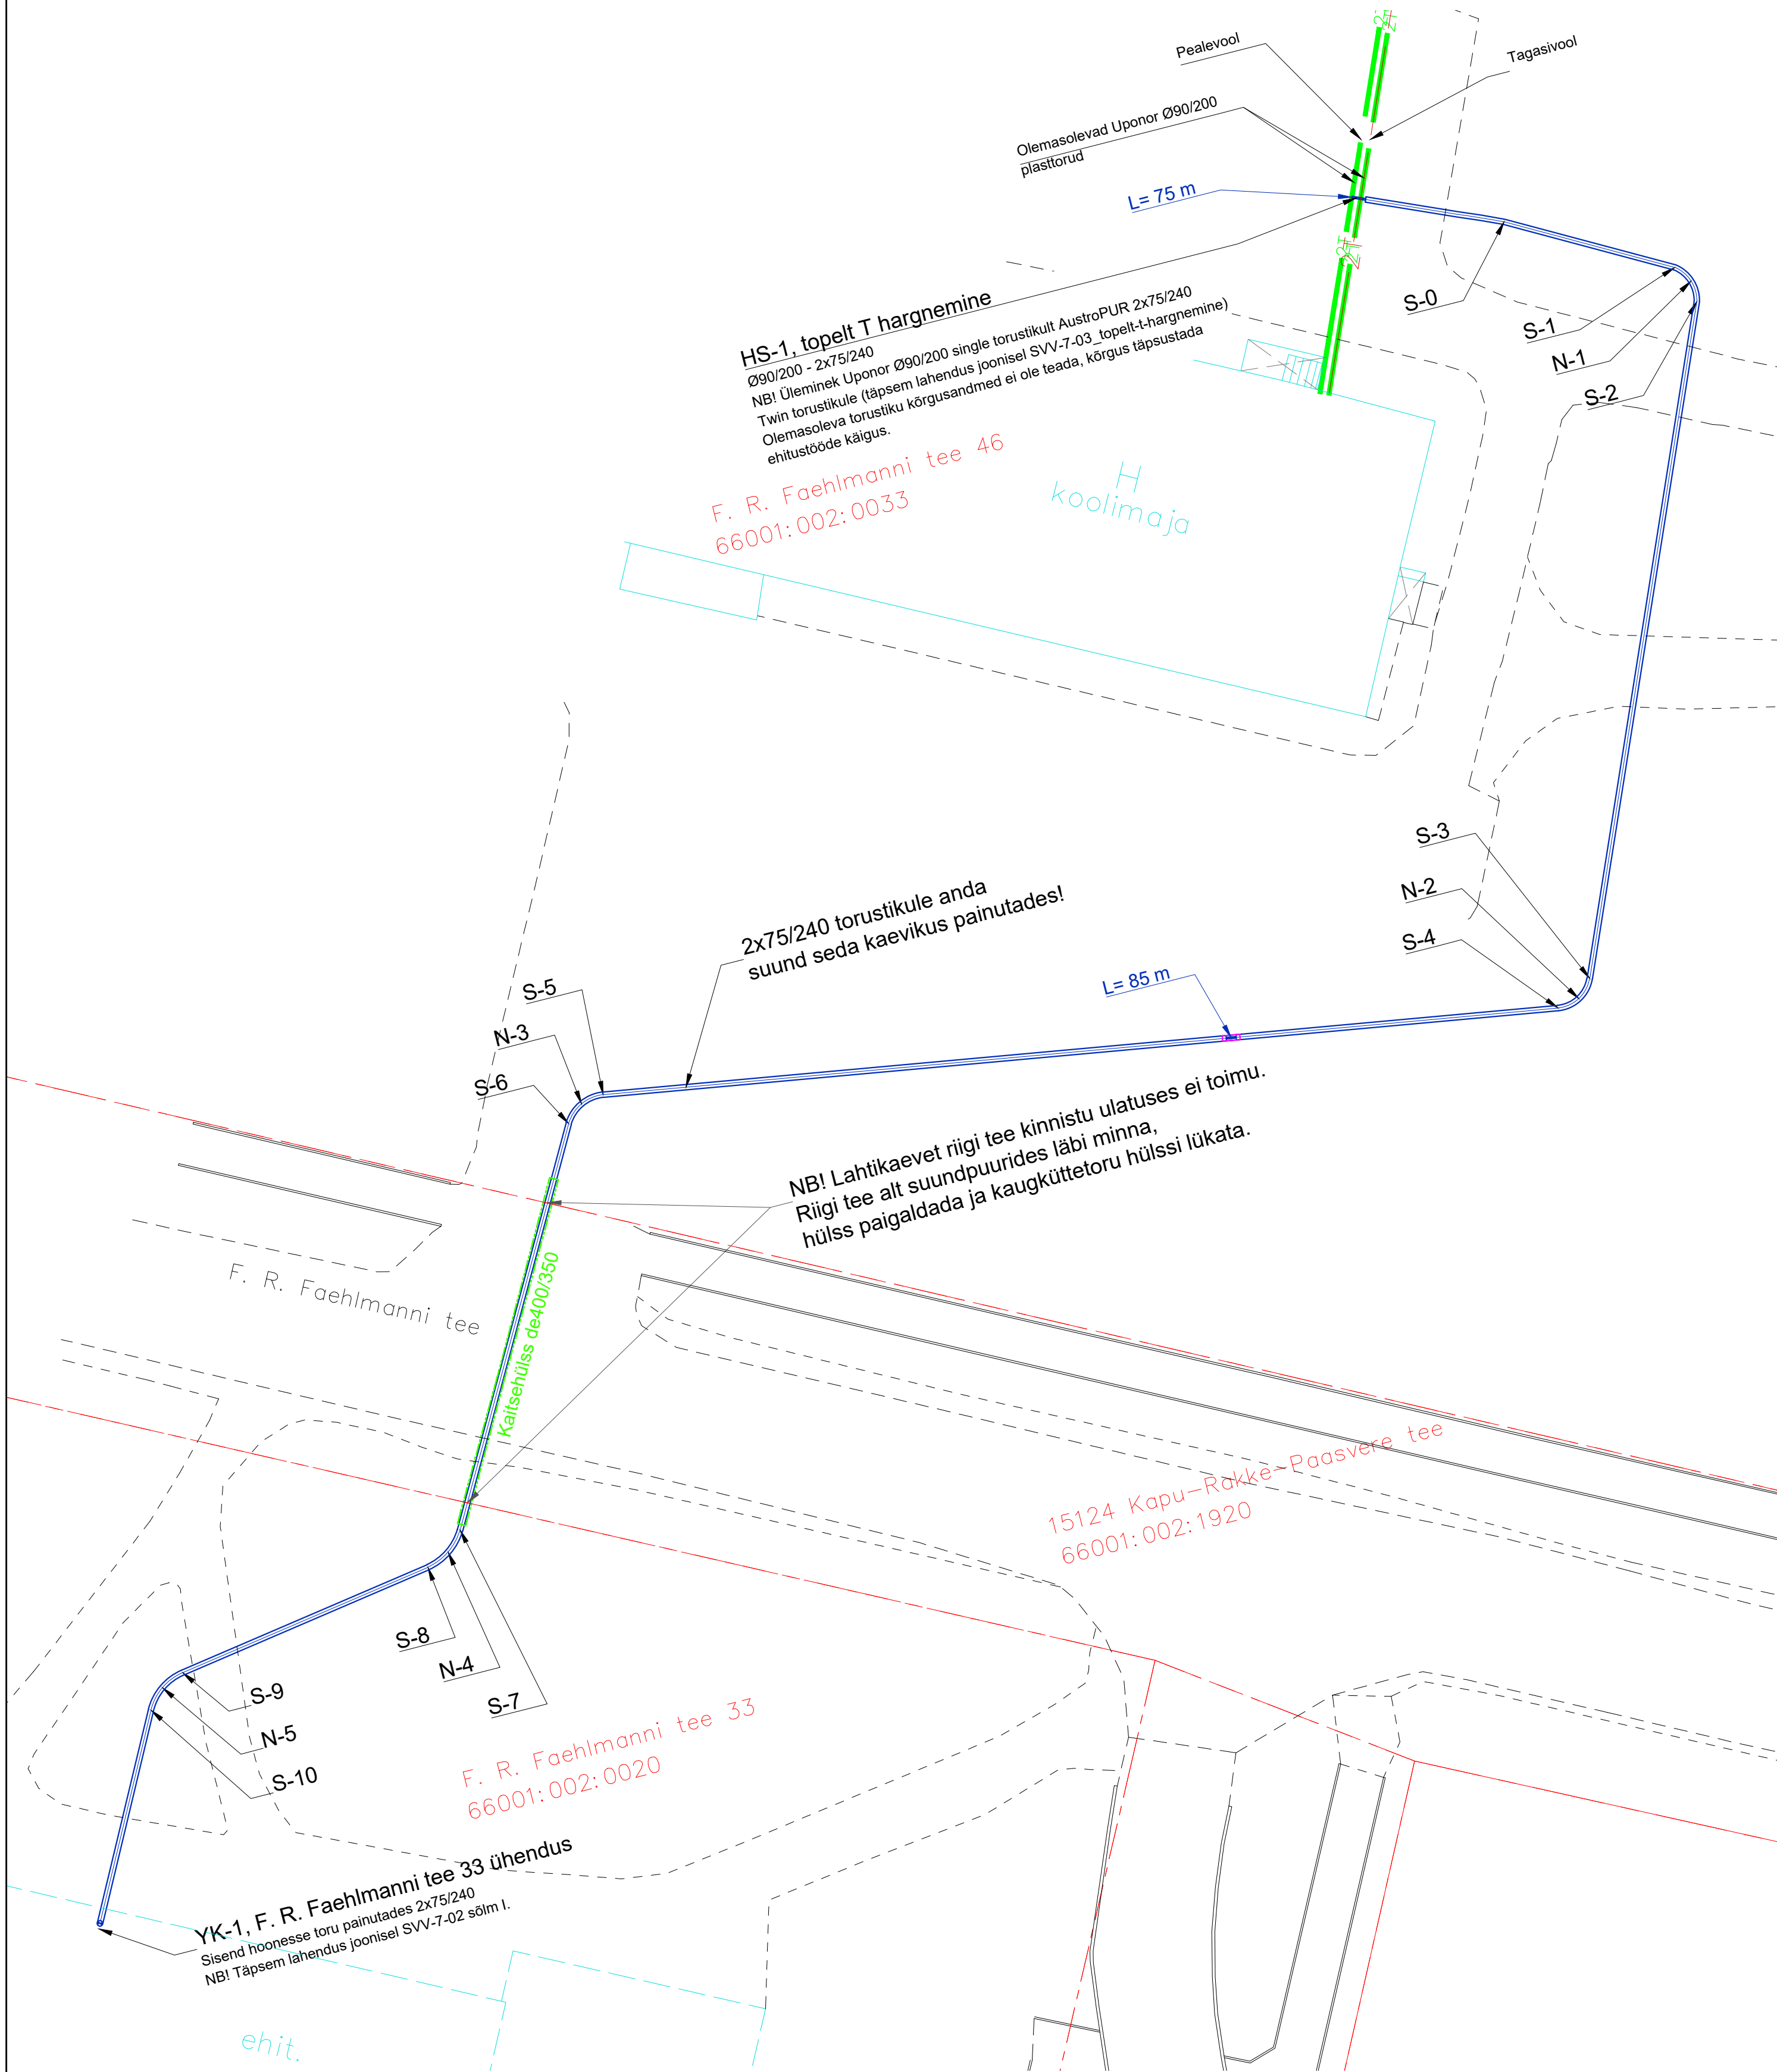 2T
2T
Pealevool
Tagasivool
Olemasolevad Uponor Ø90/200
plasttorud
L= 75 m
2T
2T
S-0
S-1
N-1
S-2
HS-1, topelt T hargnemine
Ø90/200 - 2x75/240
NB! Üleminek Uponor Ø90/200 single torustikult AustroPUR 2x75/240
Twin torustikule (täpsem lahendus joonisel SVV-7-03_topelt-t-hargnemine)
Olemasoleva torustiku kõrgusandmed ei ole teada, kõrgus täpsustada
ehitustööde käigus.
F. R. Faehlmanni tee 46
66001:002:0033
H
koolimaja
S-3
N-2
S-4
2x75/240 torustikule anda
suund seda kaevikus painutades!
L= 85 m
S-5
N-3
S-6
NB! Lahtikaevet riigi tee kinnistu ulatuses ei toimu.
Riigi tee alt suundpuurides läbi minna,
hülss paigaldada ja kaugküttetoru hülssi lükata.
F. R. Faehlmanni tee
Kaitsehülss de400/350
15124 Kapu-Rakke-Paasvere tee
66001:002:1920
S-8
N-4
S-7
S-9
N-5
S-10
F. R. Faehlmanni tee 33
66001:002:0020
YK-1, F. R. Faehlmanni tee 33 ühendus
Sisend hoonesse toru painutades 2x75/240
NB! Täpsem lahendus joonisel SVV-7-02 sõlm I.
ehit.